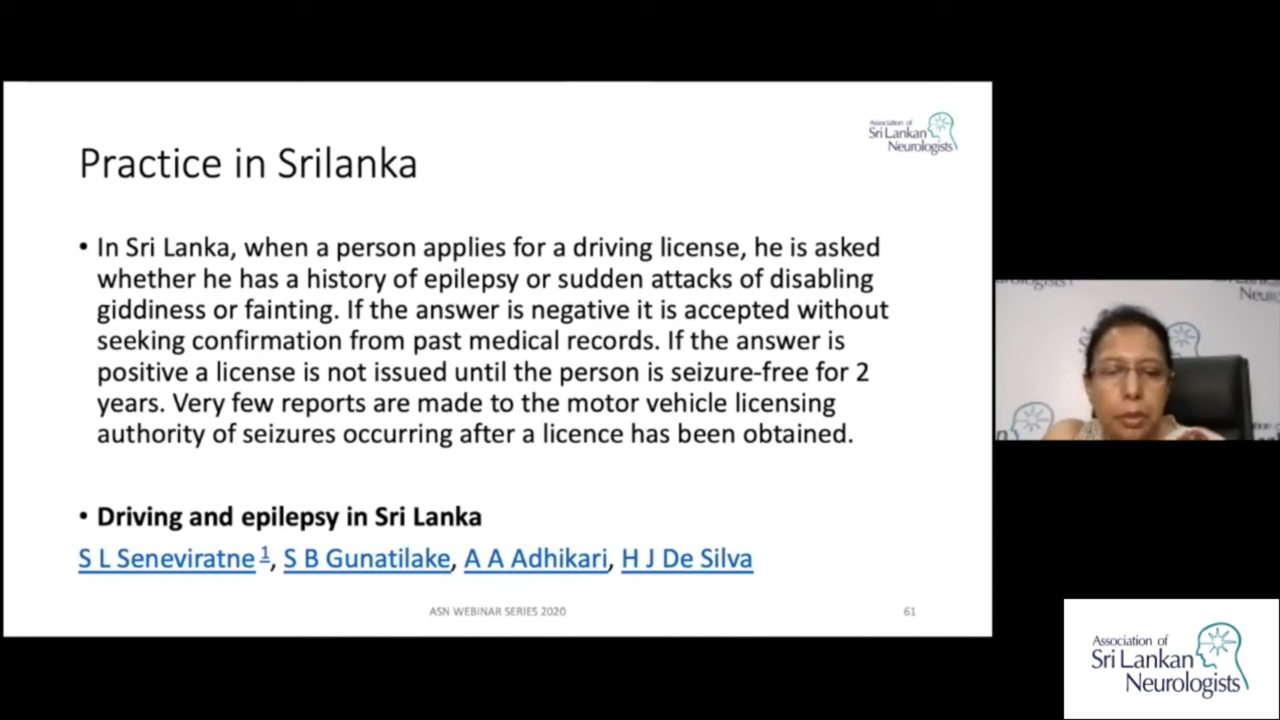 Association of
Sri Lankan
Neurologists
Practice in Srilanka
• In Sri Lanka, when a person applies for a driving license, he is asked
whether he has a history of epilepsy or sudden attacks of disabling
giddiness or fainting. If the answer is negative it is accepted without
seeking confirmation from past medical records. If the answer is
positive a license is not issued until the person is seizure-free for 2
years. Very few reports are made to the motor vehicle licensing
authority of seizures occurring after a licence has been obtained.
• Driving and epilepsy in Sri Lanka
S L Seneviratne 1, S B Gunatilake, A A Adhikari, H J De Silva
ASN WEBINAR SERIES 2020
61
Association of
Sri Lankan
Neurologists